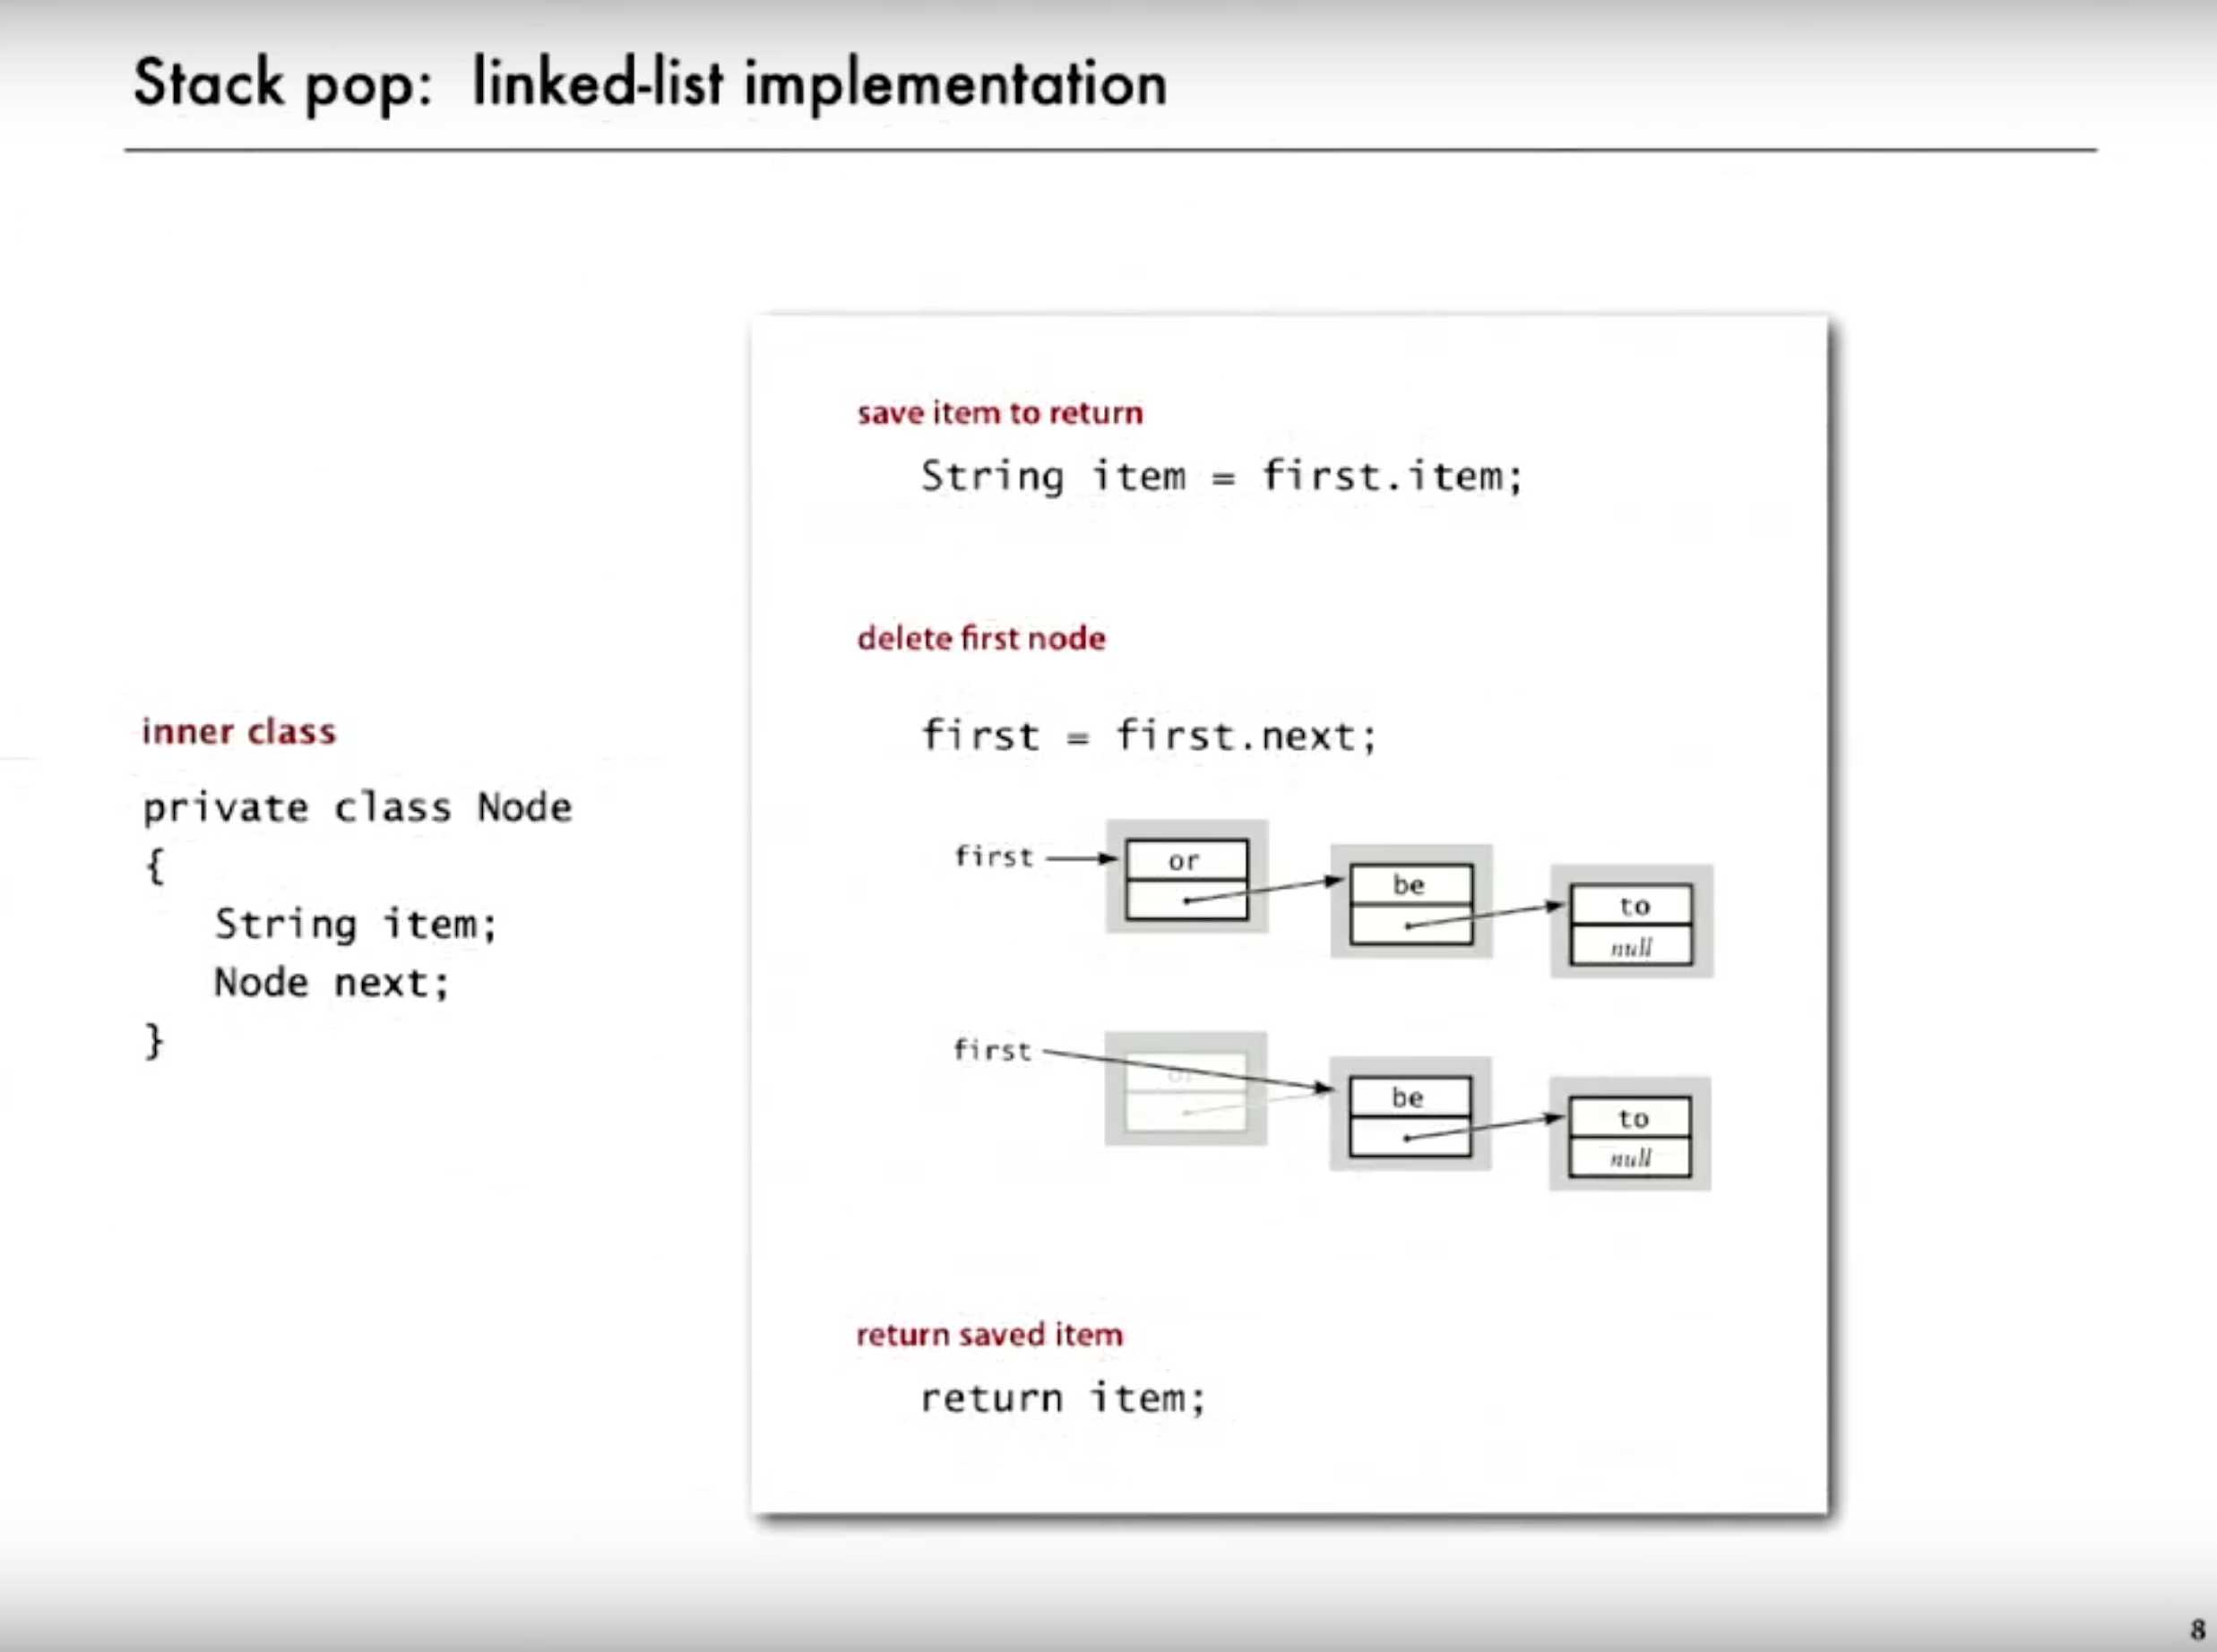 Stack pop: linked-list implementation
inner class
private class Node
{
String item;
Node next;
}
save item to return
String item = first.item;
delete first node
first = first.next;
first
or
be
to
null
first
or
be
to
null
return saved item
return item;
8